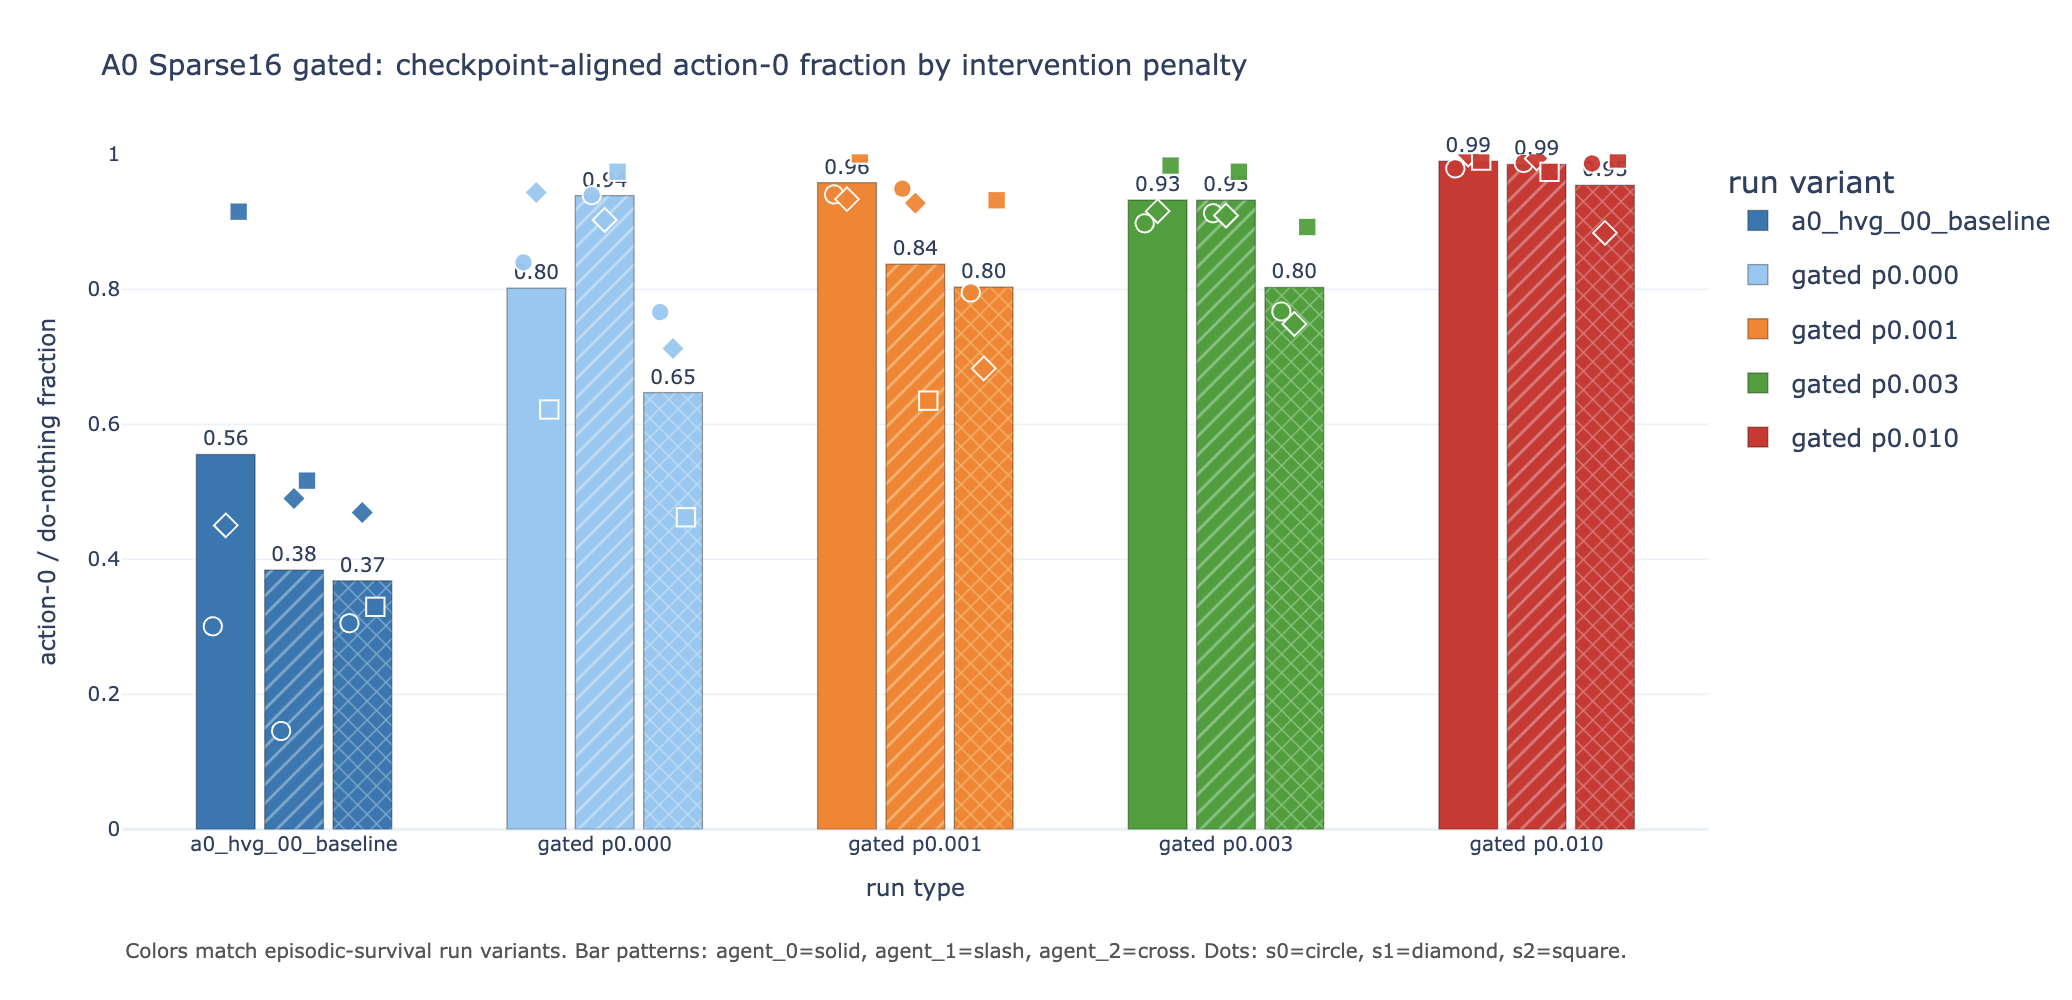 A0 Sparse16 gated: checkpoint-aligned action-0 fraction by intervention penalty
action-0 / do-nothing fraction
1
0.8
0.6
0.4
0.2
0
0.56
0.38
0.37
0.80
0.94
0.65
0.96
0.84
0.80
0.93
0.93
0.80
0.99
0.99
0.95
a0_hvg_00_baseline
gated p0.000
gated p0.001
gated p0.003
gated p0.010
run type
run variant
a0_hvg_00_baseline
gated p0.000
gated p0.001
gated p0.003
gated p0.010
Colors match episodic-survival run variants. Bar patterns: agent_0=solid, agent_1=slash, agent_2=cross. Dots: s0=circle, s1=diamond, s2=square.